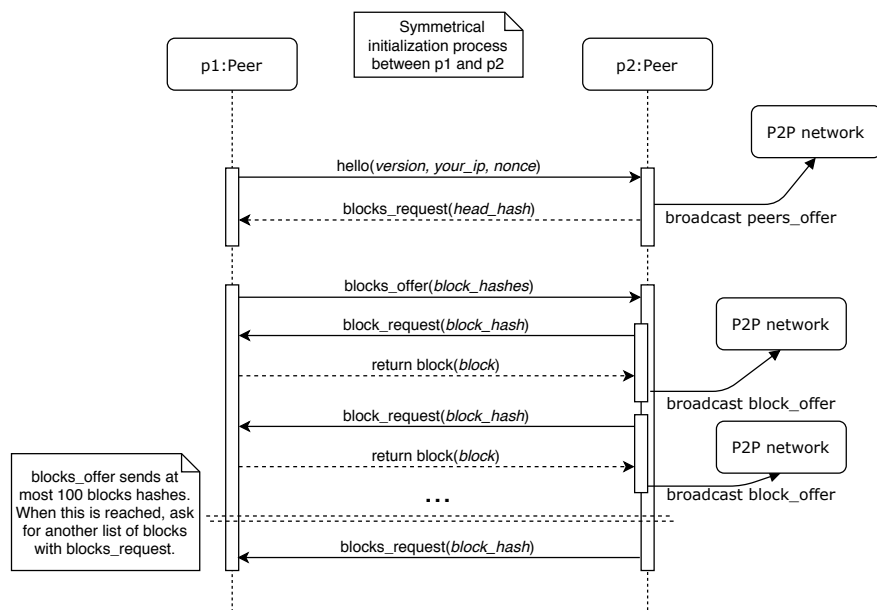 Symmetrical
initialization process
between p1 and p2
p1:Peer
p2:Peer
P2P network
hello(version, your_ip, nonce)
blocks_request(head_hash)
broadcast peers_offer
blocks_offer(block_hashes)
block_request(block_hash)
P2P network
return block(block)
broadcast block_offer
block_request(block_hash)
P2P network
return block(block)
broadcast block_offer
...
blocks_offer sends at
most 100 blocks hashes.
When this is reached, ask
for another list of blocks
with blocks_request.
blocks_request(block_hash)